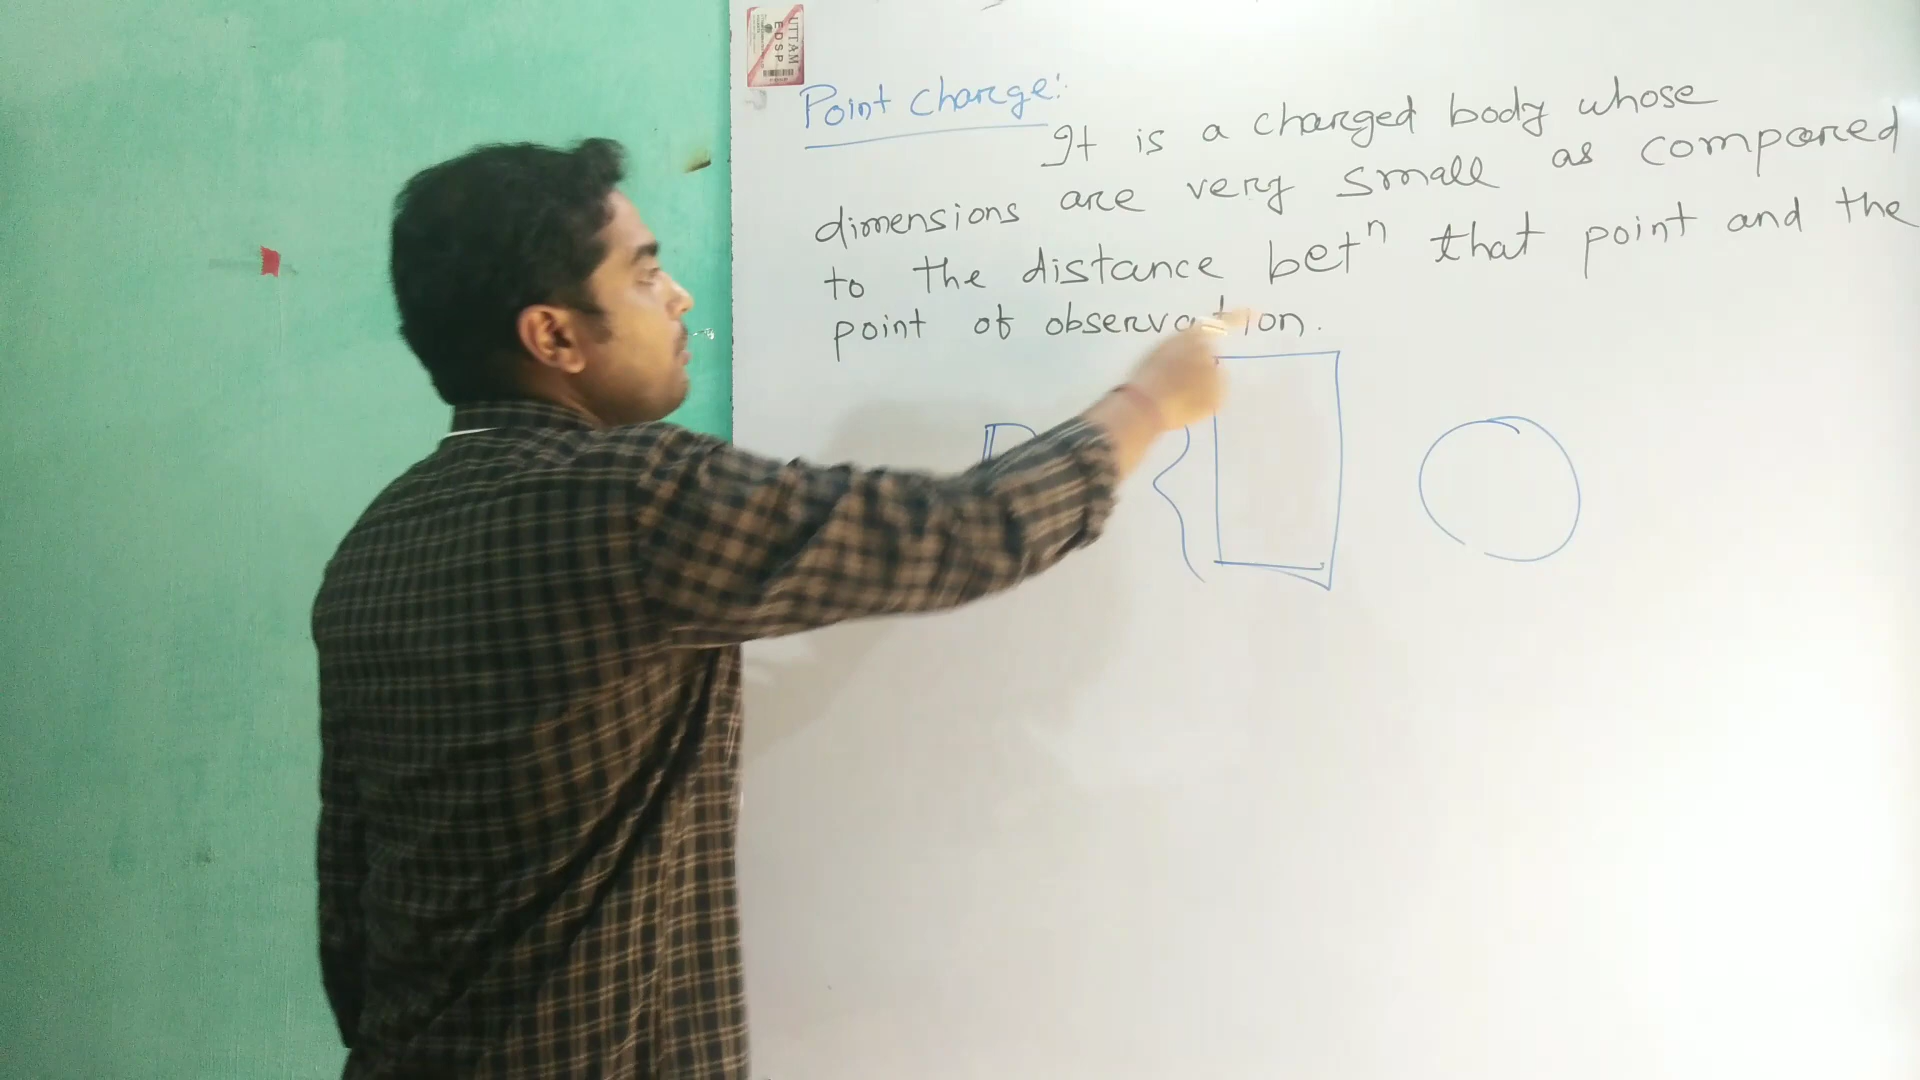 UTTAM
EDSP
Point charge:
It is a charged body whose
dimensions are very small as compared
to the distance betⁿ that point and the
point of observation.